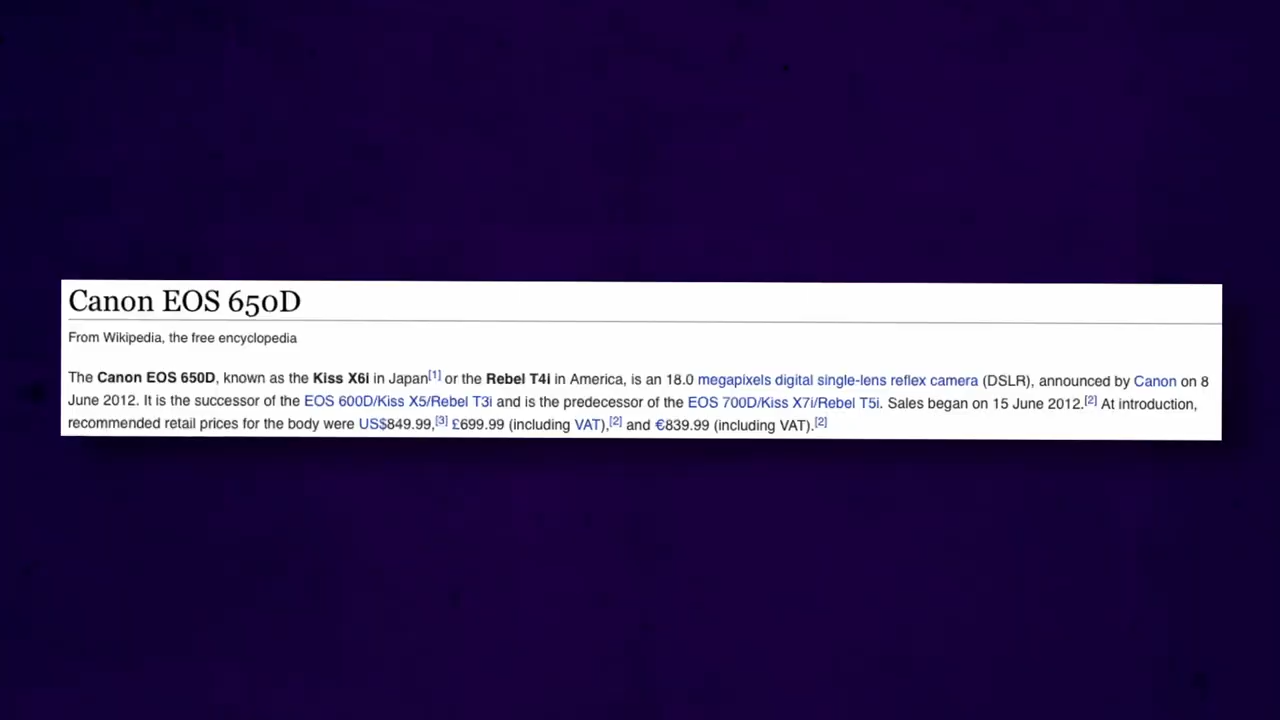 Canon EOS 650D
From Wikipedia, the free encyclopedia
The Canon EOS 650D, known as the Kiss X6i in Japan[1] or the Rebel T4i in America, is an 18.0 megapixels digital single-lens reflex camera (DSLR), announced by Canon on 8
June 2012. It is the successor of the EOS 600D/Kiss X5/Rebel T3i and is the predecessor of the EOS 700D/Kiss X7i/Rebel T5i. Sales began on 15 June 2012.[2] At introduction,
recommended retail prices for the body were US$849.99,[3] £699.99 (including VAT),[2] and €839.99 (including VAT).[2]